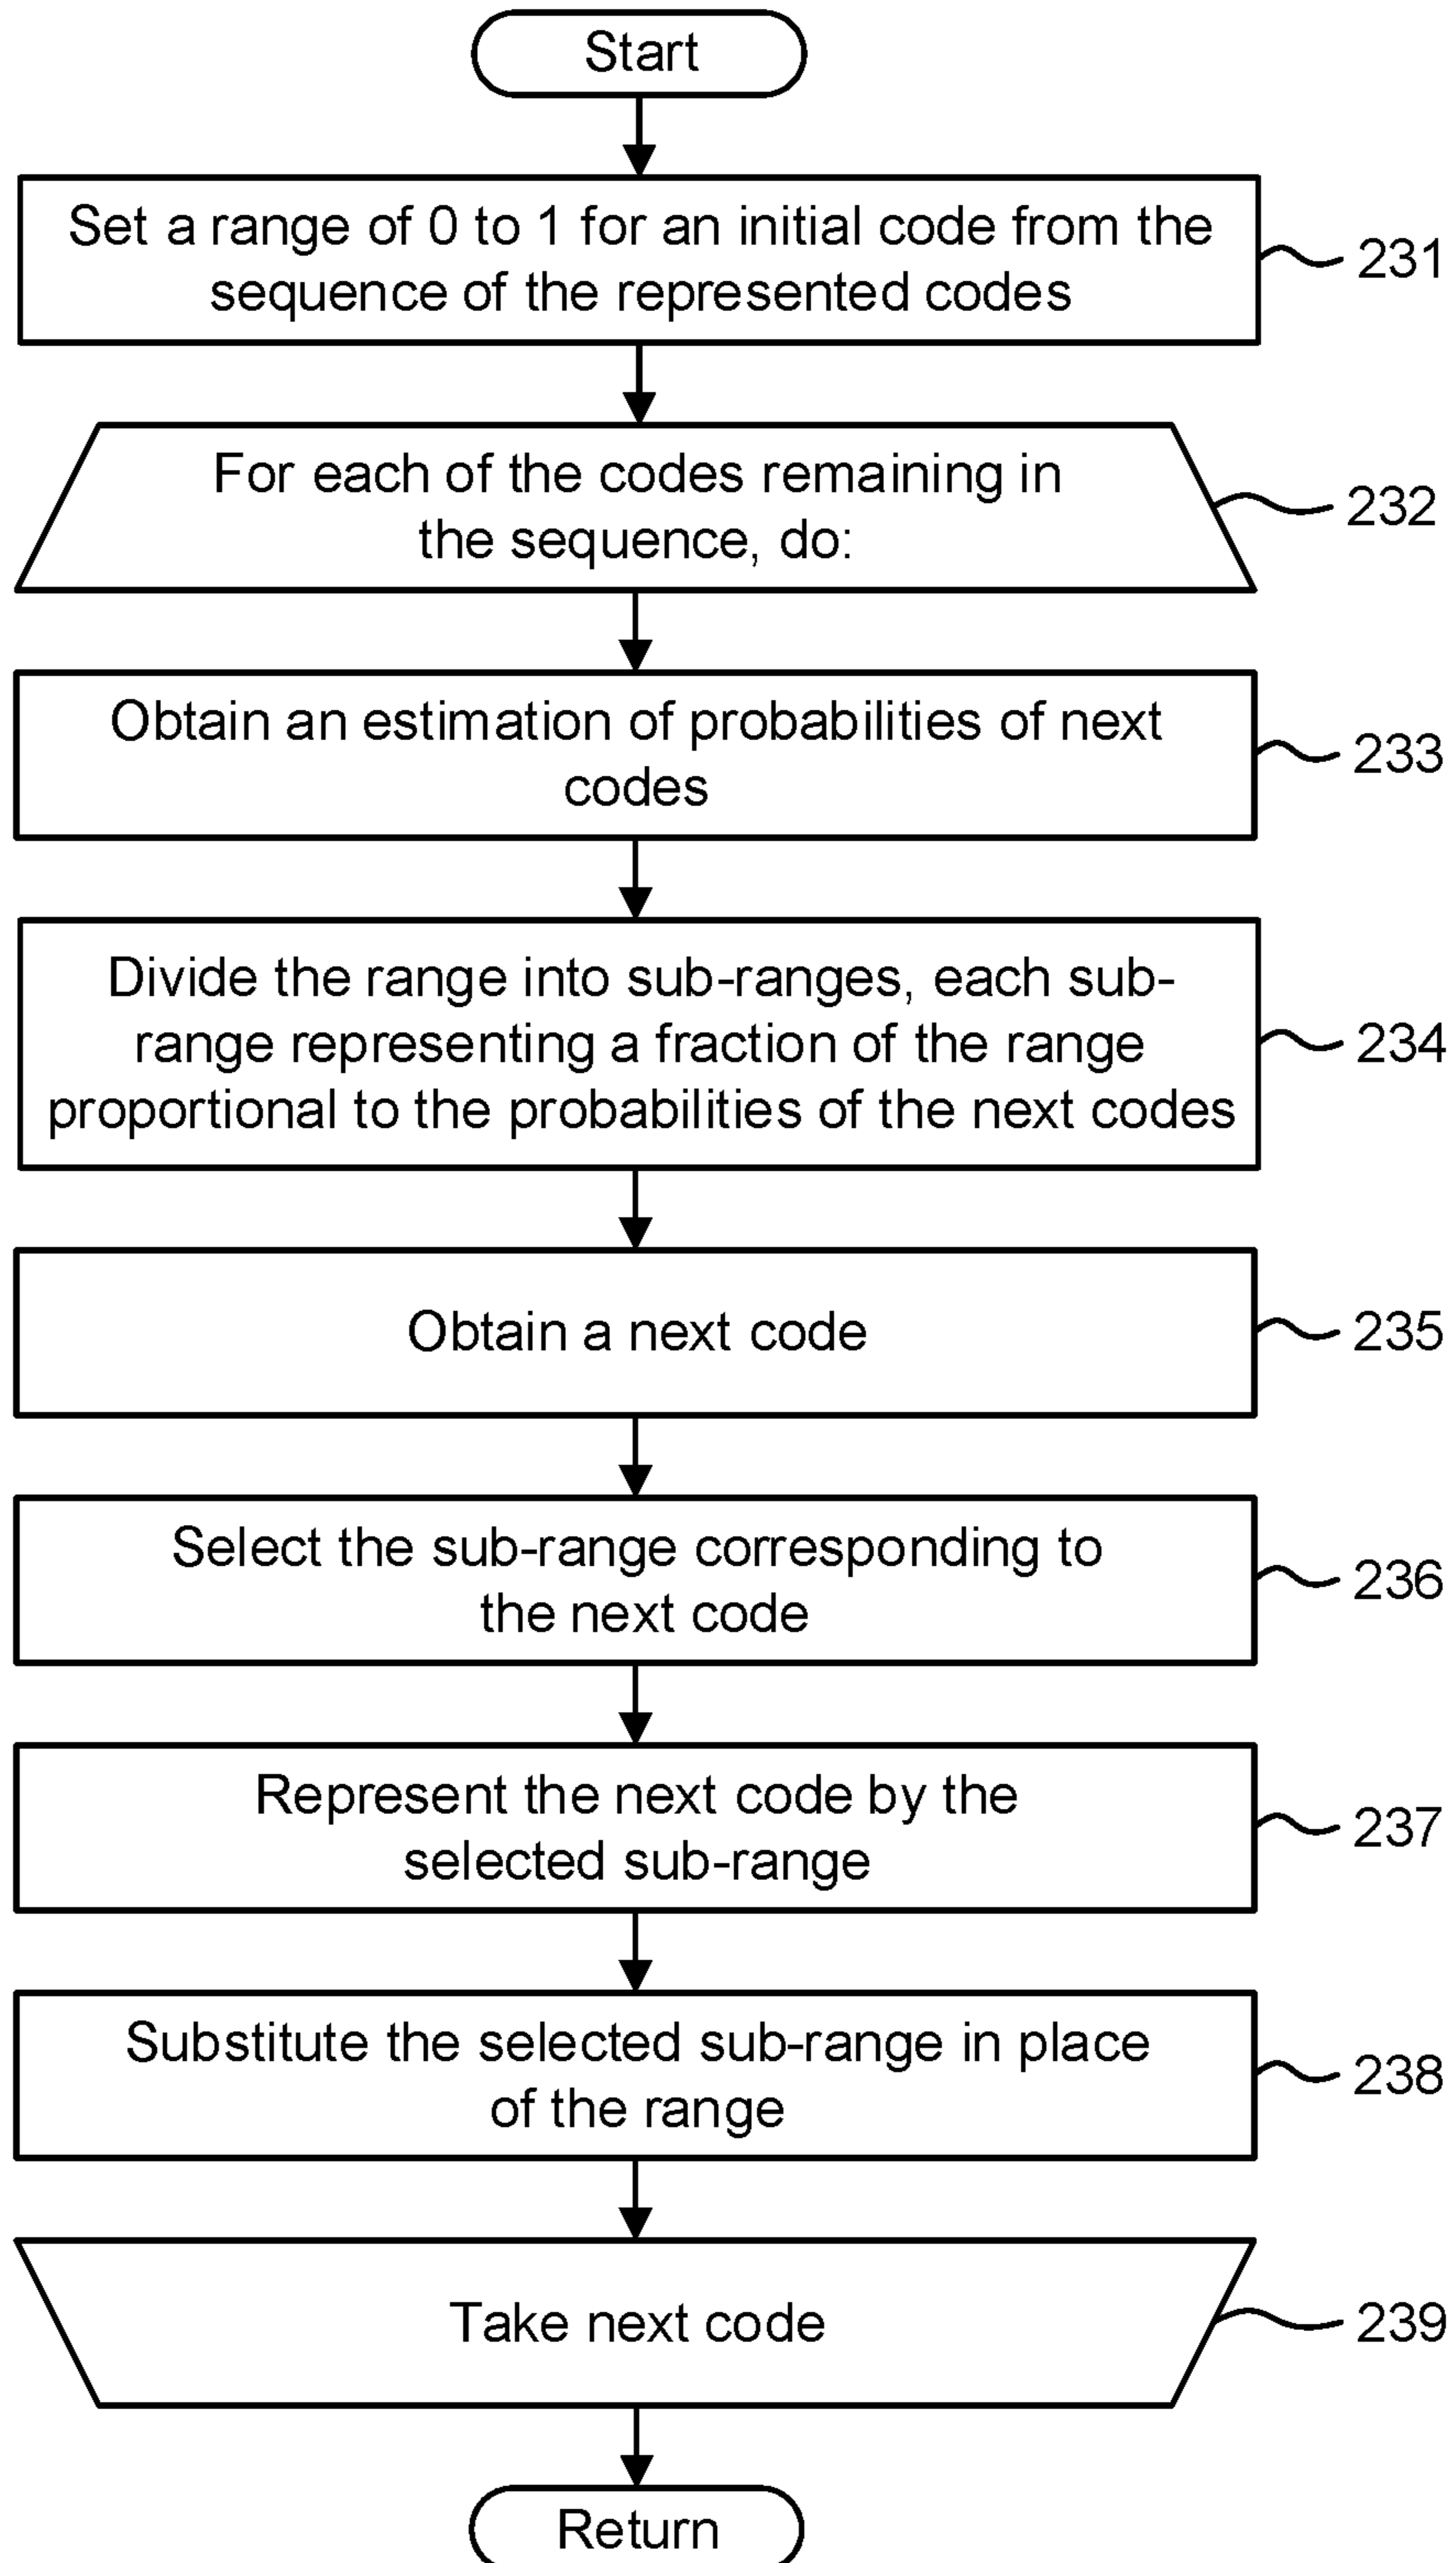 Start
Set a range of 0 to 1 for an initial code from the
sequence of the represented codes
231
For each of the codes remaining in
the sequence, do:
232
Obtain an estimation of probabilities of next
codes
233
Divide the range into sub-ranges, each sub-
range representing a fraction of the range
proportional to the probabilities of the next codes
234
Obtain a next code
235
Select the sub-range corresponding to
the next code
236
Represent the next code by the
selected sub-range
237
Substitute the selected sub-range in place
of the range
238
Take next code
239
Return